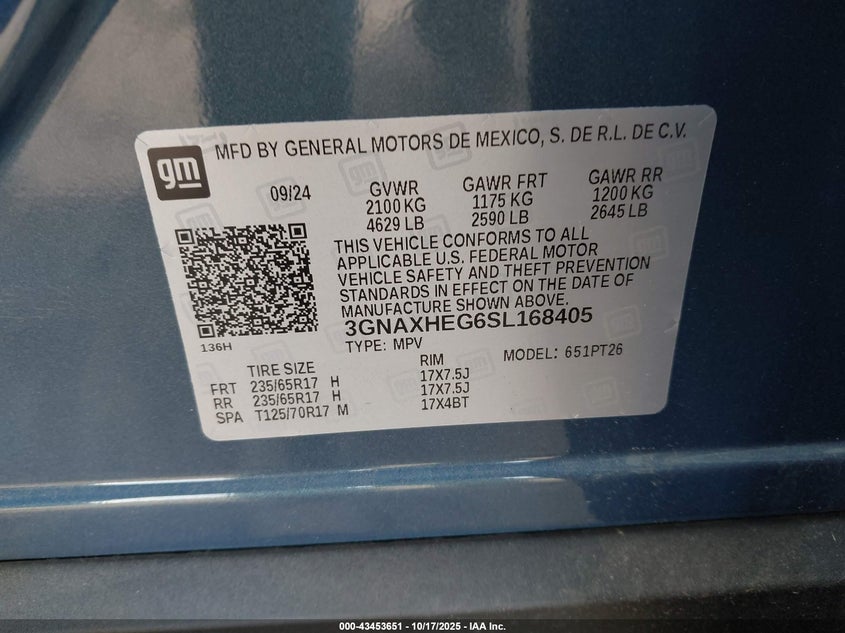 gm
MFD BY GENERAL MOTORS DE MEXICO, S. DE R.L. DE C.V.
09/24 GVWR GAWR FRT GAWR RR
2100 KG 1175 KG 1200 KG
4629 LB 2590 LB 2645 LB
THIS VEHICLE CONFORMS TO ALL
APPLICABLE U.S. FEDERAL MOTOR
VEHICLE SAFETY AND THEFT PREVENTION
STANDARDS IN EFFECT ON THE DATE OF
MANUFACTURE SHOWN ABOVE.
3GNAXHEG6SL168405
136H
TYPE: MPV MODEL: 651PT26
TIRE SIZE RIM
FRT 235/65R17 H 17X7.5J
RR 235/65R17 H 17X7.5J
SPA T125/70R17 M 17X4BT
000-43453651 | 10/17/2025 - IAA Inc.